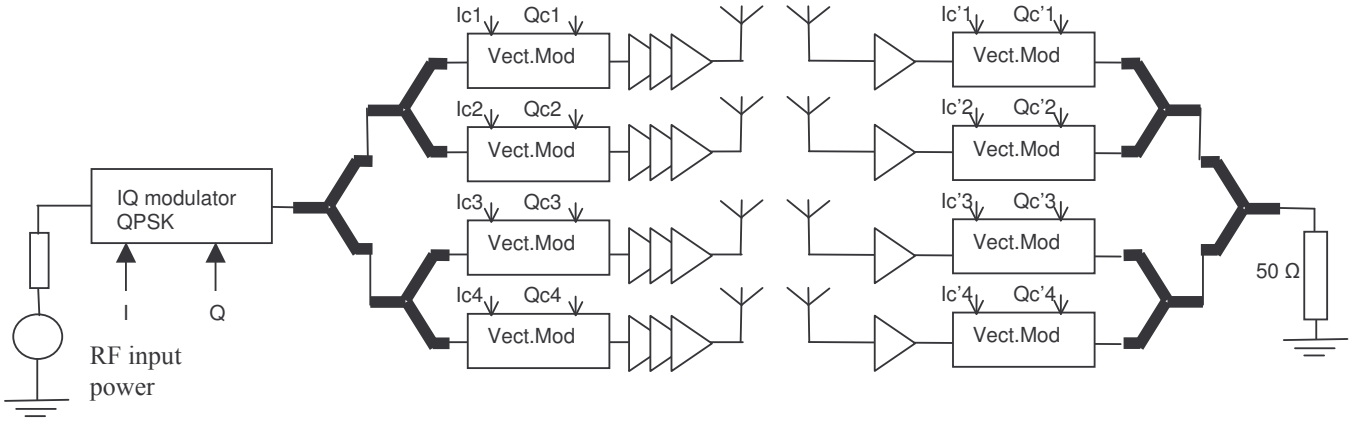 Ic1 Qc1 Ic'1 Qc'1
Vect.Mod Vect.Mod
Ic2 Qc2 Ic'2 Qc'2
Vect.Mod Vect.Mod
IQ modulator
QPSK
Ic3 Qc3 Ic'3 Qc'3
Vect.Mod Vect.Mod
50 Ω
Ic4 Qc4 Ic'4 Qc'4
I Q
Vect.Mod Vect.Mod
RF input
power